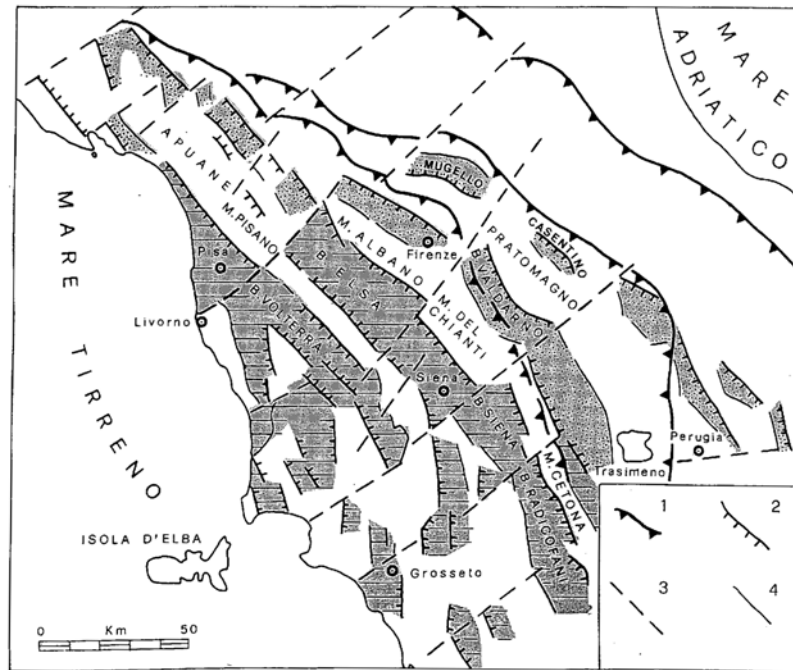 MARE
ADRIATICO
APUANE
MUGELLO
M. PISANO
M. ALBANO
Firenze
CASENTINO
PRATOMAGNO
Pisa
B. ELSA
B. VALDARNO
MARE TIRRENO
B. VOLTERRA
M. DEL
CHIANTI
Livorno
Siena
B. SIENA
Perugia
Trasimeno
M. CETONA
B. RADICOFANI
ISOLA D'ELBA
Grosseto
0 Km 50
1 2
3 4